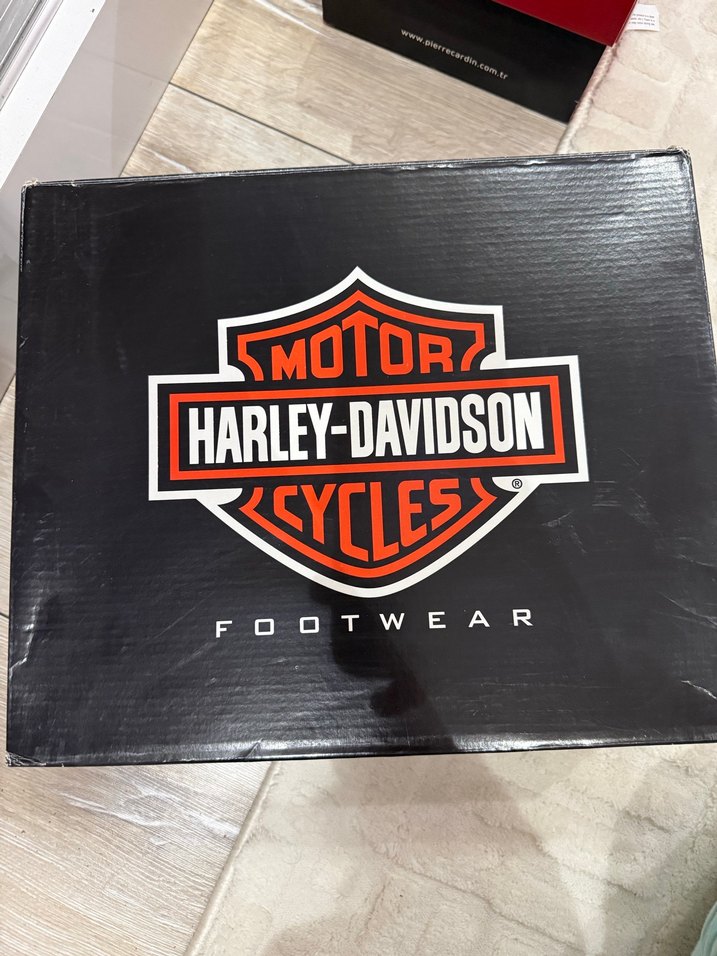 www.pierrecardin.com.tr
MOTOR
HARLEY-DAVIDSON
CYCLES
®
FOOTWEAR